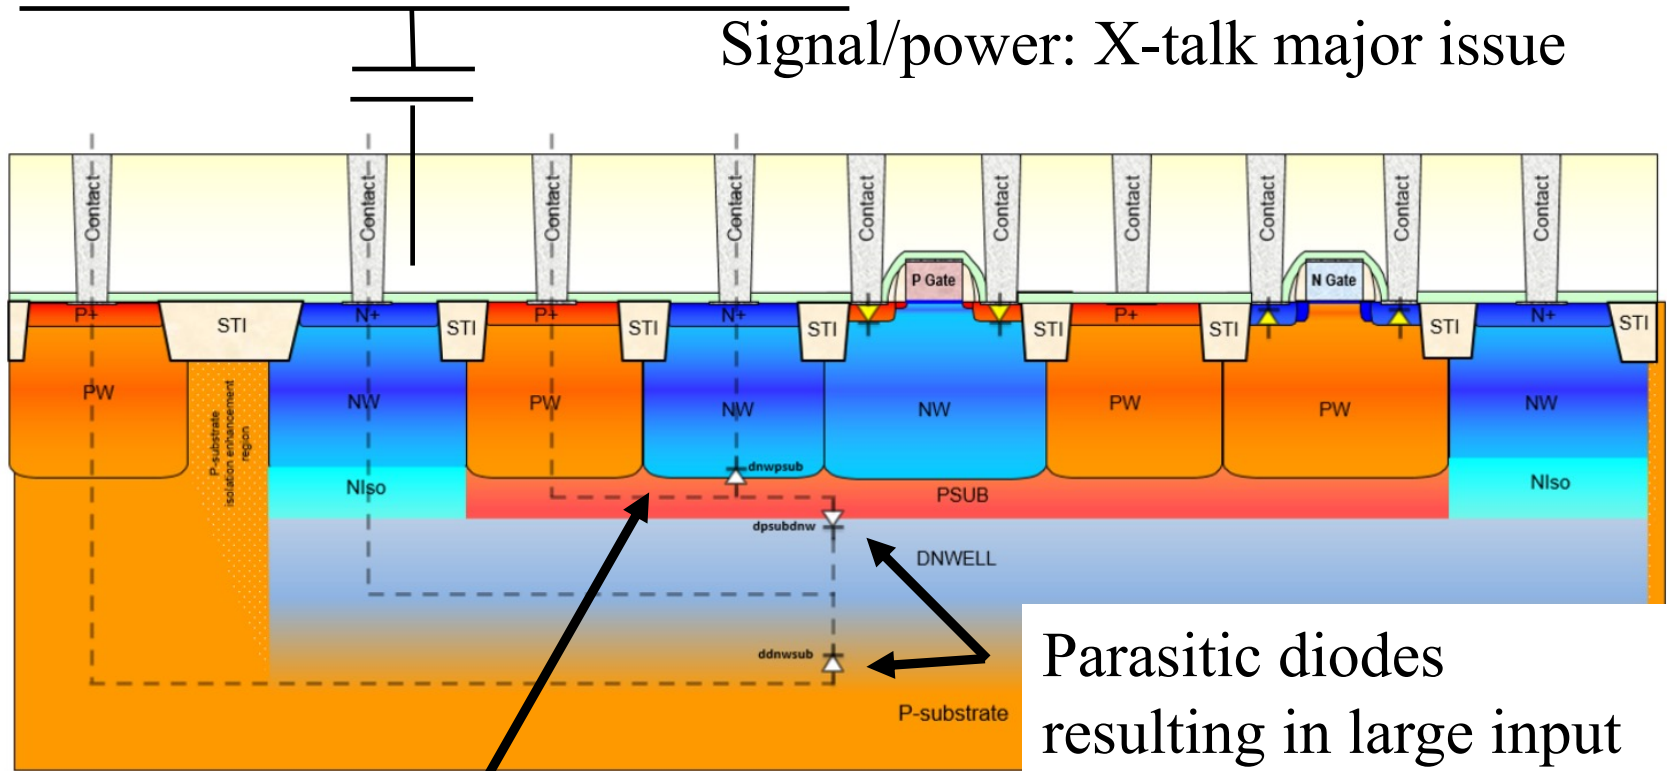 Signal/power: X-talk major issue
Contact
Contact
Contact
Contact
Contact
Contact
Contact
Contact
Contact
Contact
P Gate
N Gate
P+
STI
N+
STI
P+
STI
N+
STI
STI
P+
STI
STI
N+
STI
PW
P-substrate
isolation enhancement
region
NW
PW
NW
NW
PW
PW
NW
dnwpsub
NIso
PSUB
NIso
dpsubdnw
DNWELL
ddnwsub
P-substrate
Parasitic diodes
resulting in large input